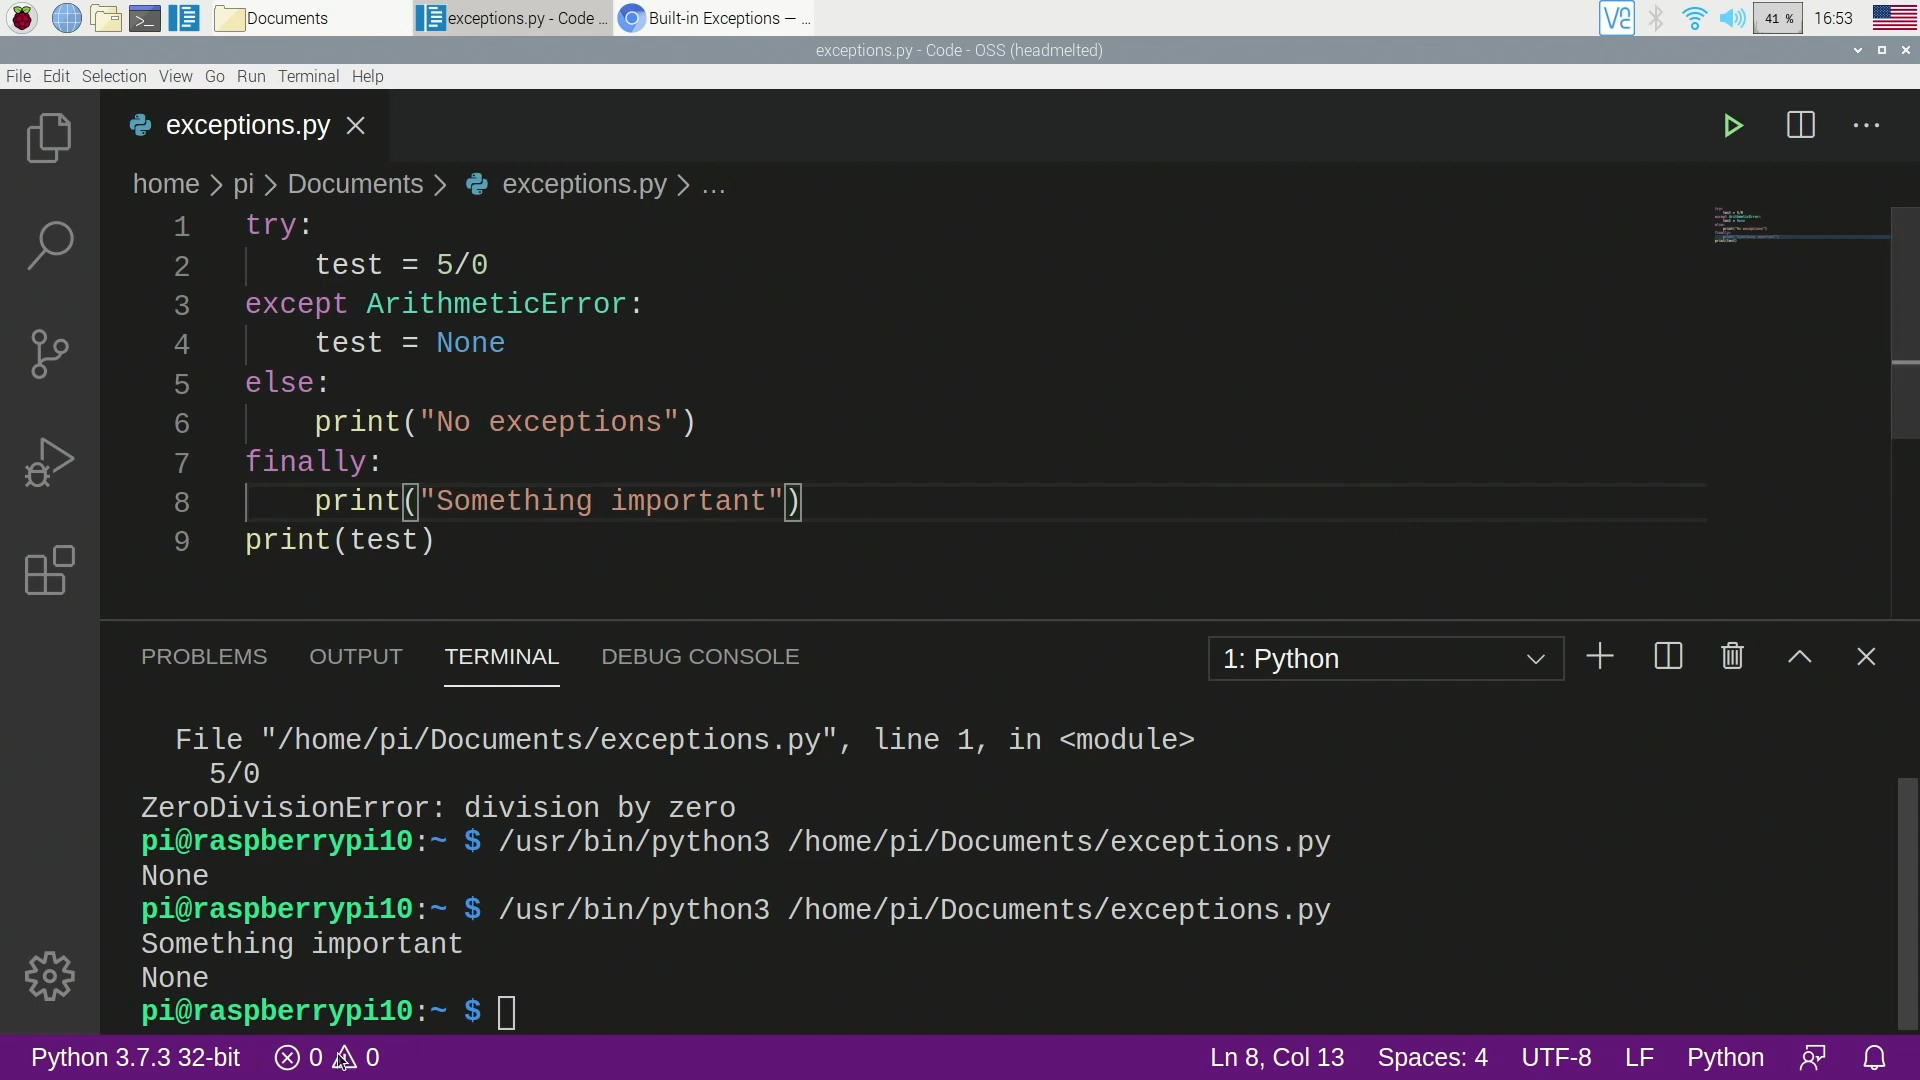 Documents
exceptions.py - Code ...
Built-in Exceptions — ...
41 %
16:53
exceptions.py - Code - OSS (headmelted)
File Edit Selection View Go Run Terminal Help
exceptions.py
home > pi > Documents > exceptions.py > ...
1 try:
2     test = 5/0
3 except ArithmeticError:
4     test = None
5 else:
6     print("No exceptions")
7 finally:
8     print("Something important")
9 print(test)
PROBLEMS OUTPUT TERMINAL DEBUG CONSOLE
1: Python
File "/home/pi/Documents/exceptions.py", line 1, in <module>
5/0
ZeroDivisionError: division by zero
pi@raspberrypi10:~ $ /usr/bin/python3 /home/pi/Documents/exceptions.py
None
pi@raspberrypi10:~ $ /usr/bin/python3 /home/pi/Documents/exceptions.py
Something important
None
pi@raspberrypi10:~ $
Python 3.7.3 32-bit 0 0 Ln 8, Col 13 Spaces: 4 UTF-8 LF Python